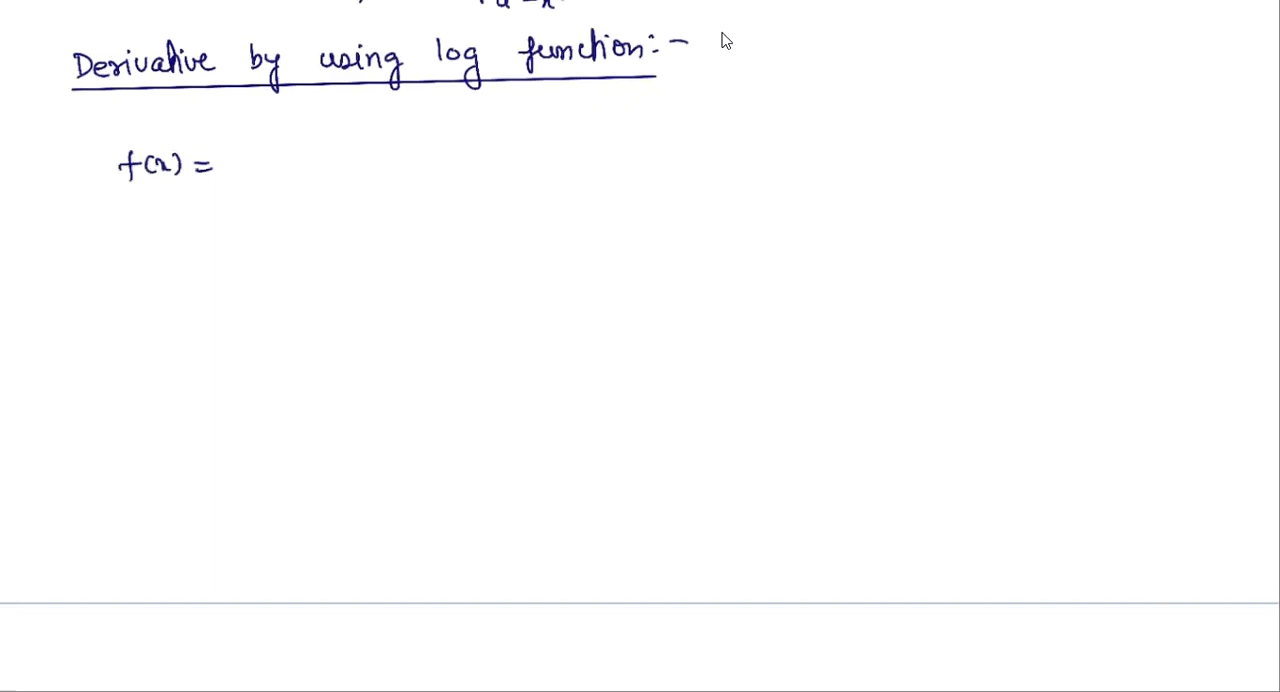 Derivative by using log function:-
f(x) =